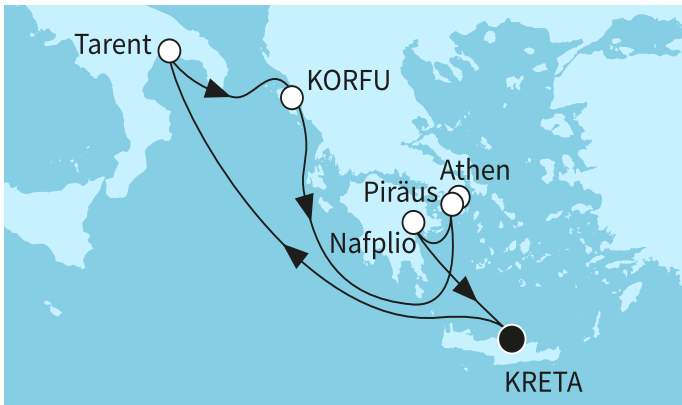 Tarent
KORFU
Athen
Piräus
Nafplio
KRETA